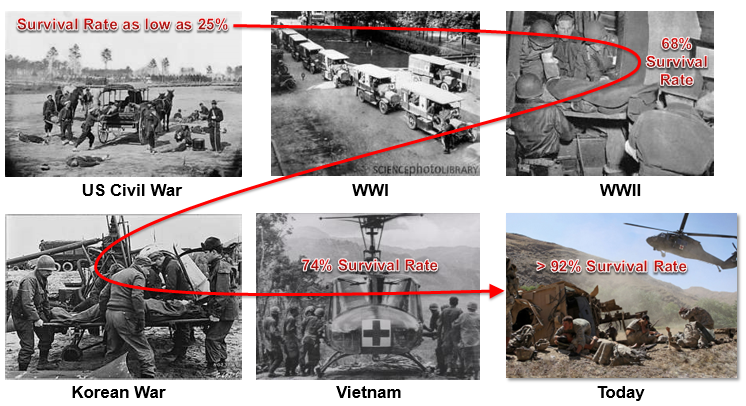 Survival Rate as low as 25%
68%
Survival
Rate
SCIENCEphotoLIBRARY
US Civil War
WWI
WWII
74% Survival Rate
> 92% Survival Rate
Korean War
Vietnam
Today